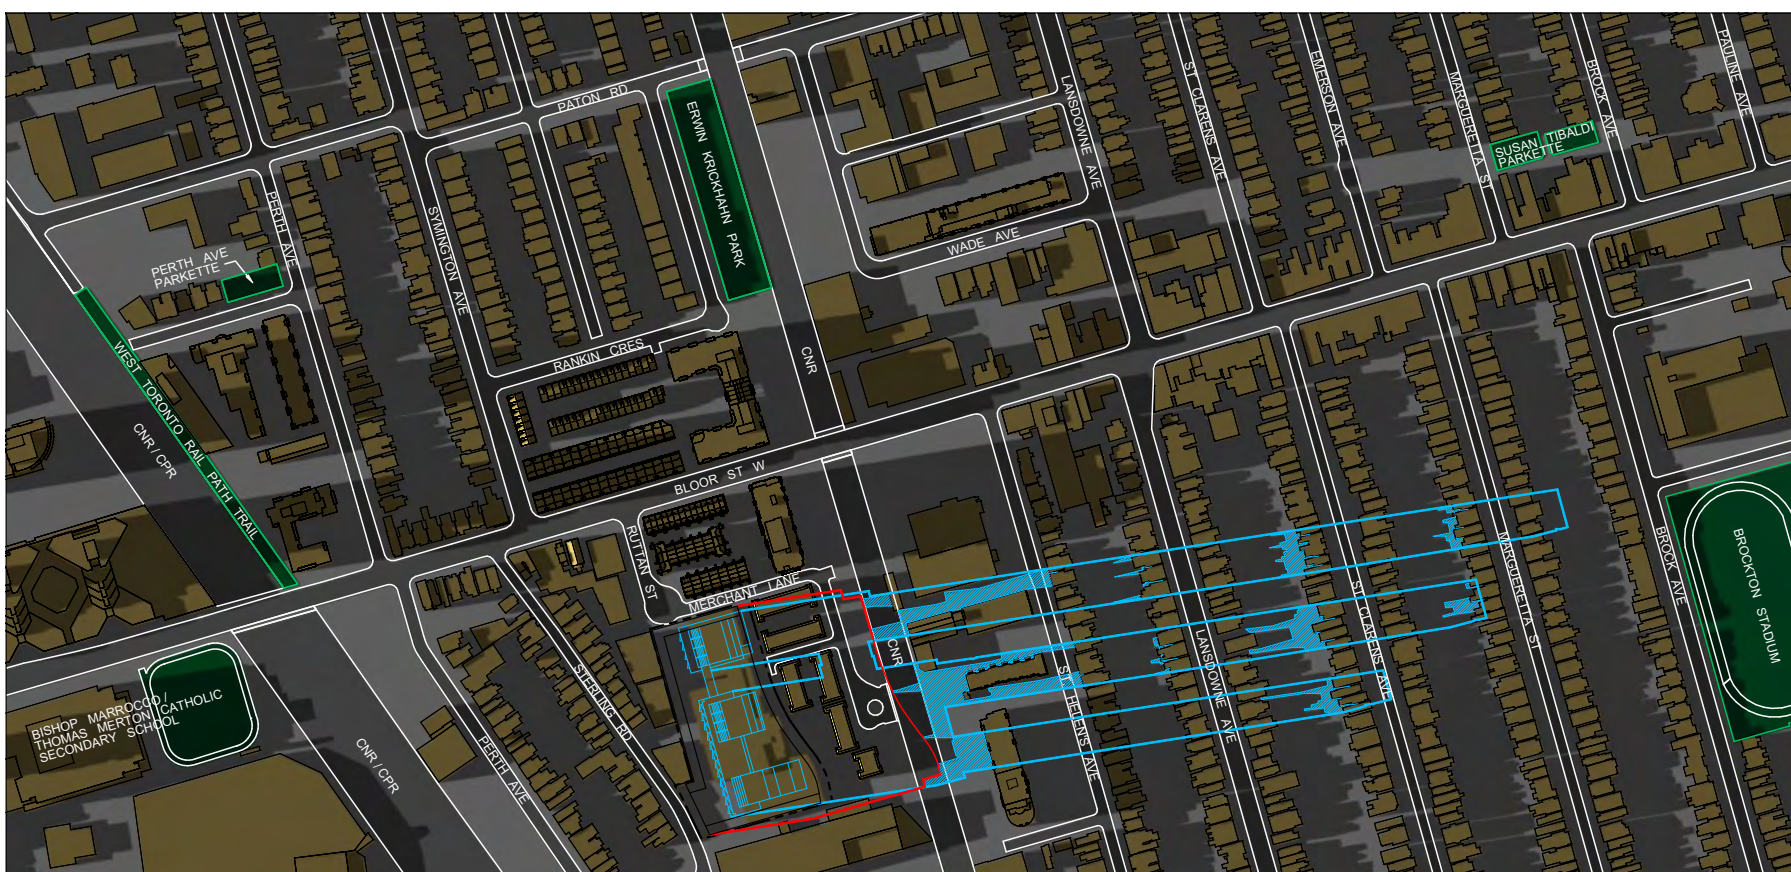 PATON RD
ERWIN KRICKHAHN PARK
LANSDOWNE AVE
ST CLARENS AVE
EMERSON AVE
MARGUERETTA ST
BROCK AVE
PAULINE AVE
SUSAN TIBALDI
PARKETTE
PERTH AVE
SYMINGTON AVE
WADE AVE
PERTH AVE
PARKETTE
RANKIN CRES
CNR
WEST TORONTO RAIL PATH TRAIL
CNR / CPR
BLOOR ST W
RUTTAN ST
MERCHANT LANE
STERLING RD
CNR
ST. HELEN'S AVE
LANSDOWNE AVE
ST. CLARENS AVE
MARGUERETTA ST
BROCK AVE
BROCKTON STADIUM
BISHOP MARROCCO /
THOMAS MERTON CATHOLIC
SECONDARY SCHOOL
CNR / CPR
PERTH AVE